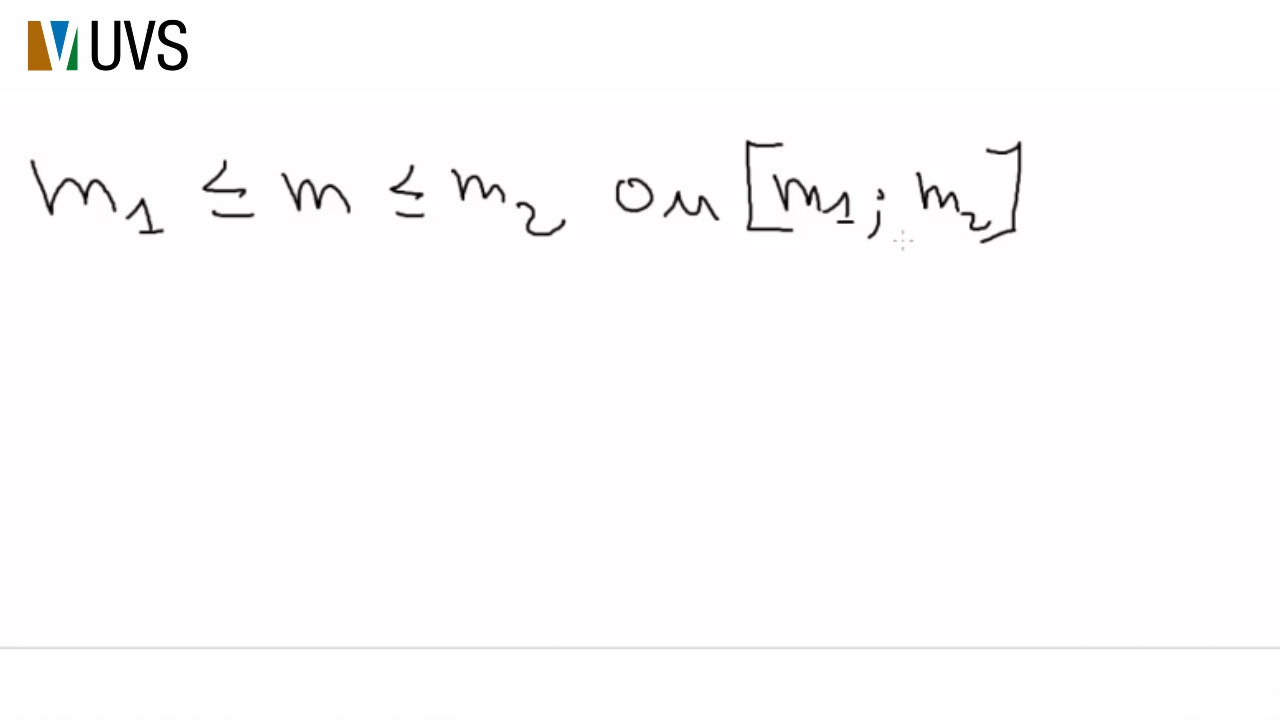 UVS
m₁ ≤ m ≤ m₂ ou [m₁; m₂]